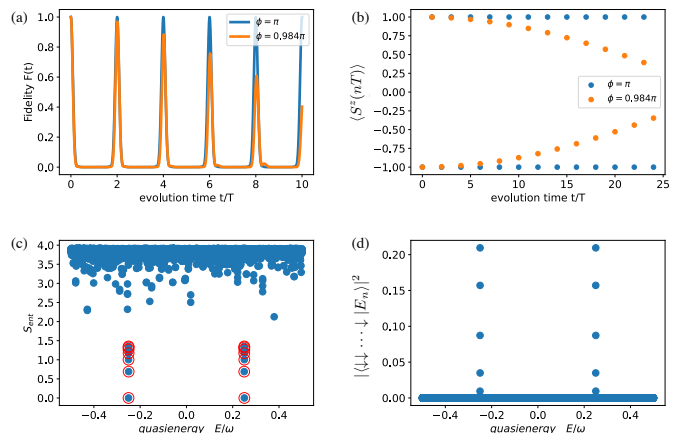 (a)
1.0
0.8
0.6
0.4
0.2
0.0
Fidelity F(t)
ϕ = π
ϕ = 0,984π
0 2 4 6 8 10
evolution time t/T
(b)
1.00
0.75
0.50
0.25
0.00
−0.25
−0.50
−0.75
−1.00
⟨S^z(nT)⟩
ϕ = π
ϕ = 0,984π
0 5 10 15 20 25
evolution time t/T
(c)
4.0
3.5
3.0
2.5
2.0
1.5
1.0
0.5
0.0
S_ent
−0.4 −0.2 0.0 0.2 0.4
quasienergy E/ω
(d)
0.20
0.15
0.10
0.05
0.00
|⟨↓↓ ⋯ ↓ |E_n⟩|^2
−0.4 −0.2 0.0 0.2 0.4
quasienergy E/ω